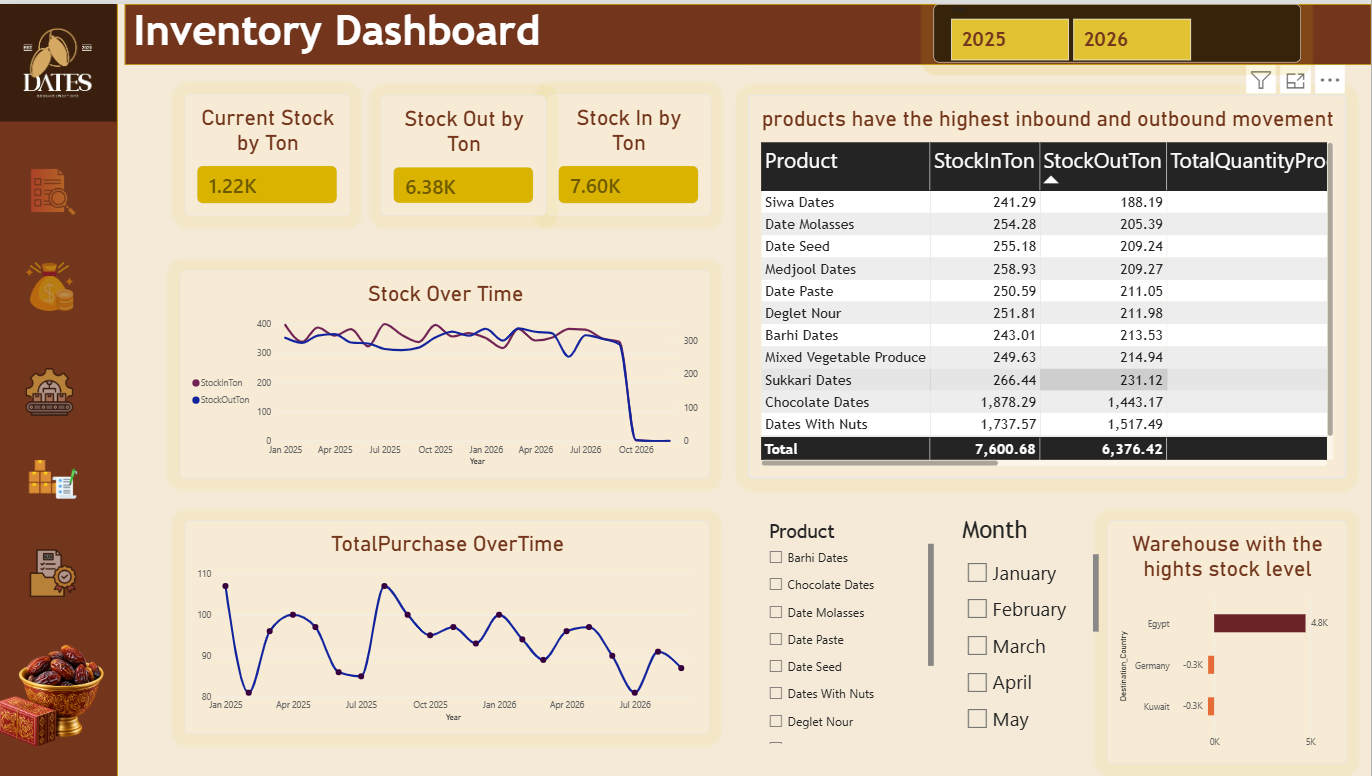 Inventory Dashboard
2025
2026
DATES
Current Stock
by Ton
1.22K
Stock Out by
Ton
6.38K
Stock In by
Ton
7.60K
products have the highest inbound and outbound movement
Product StockInTon StockOutTon TotalQuantityPro
Siwa Dates 241.29 188.19
Date Molasses 254.28 205.39
Date Seed 255.18 209.24
Medjool Dates 258.93 209.27
Date Paste 250.59 211.05
Deglet Nour 251.81 211.98
Barhi Dates 243.01 213.53
Mixed Vegetable Produce 249.63 214.94
Sukkari Dates 266.44 231.12
Chocolate Dates 1,878.29 1,443.17
Dates With Nuts 1,737.57 1,517.49
Total 7,600.68 6,376.42
Stock Over Time
400
300
200
100
0
300
200
100
0
StockInTon
StockOutTon
Jan 2025 Apr 2025 Jul 2025 Oct 2025 Jan 2026 Apr 2026 Jul 2026 Oct 2026
Year
TotalPurchase OverTime
110
100
90
80
Jan 2025 Apr 2025 Jul 2025 Oct 2025 Jan 2026 Apr 2026 Jul 2026
Year
Product
Barhi Dates
Chocolate Dates
Date Molasses
Date Paste
Date Seed
Dates With Nuts
Deglet Nour
Month
January
February
March
April
May
Warehouse with the
hights stock level
Destination_Country
Egypt 4.8K
Germany -0.3K
Kuwait -0.3K
0K 5K